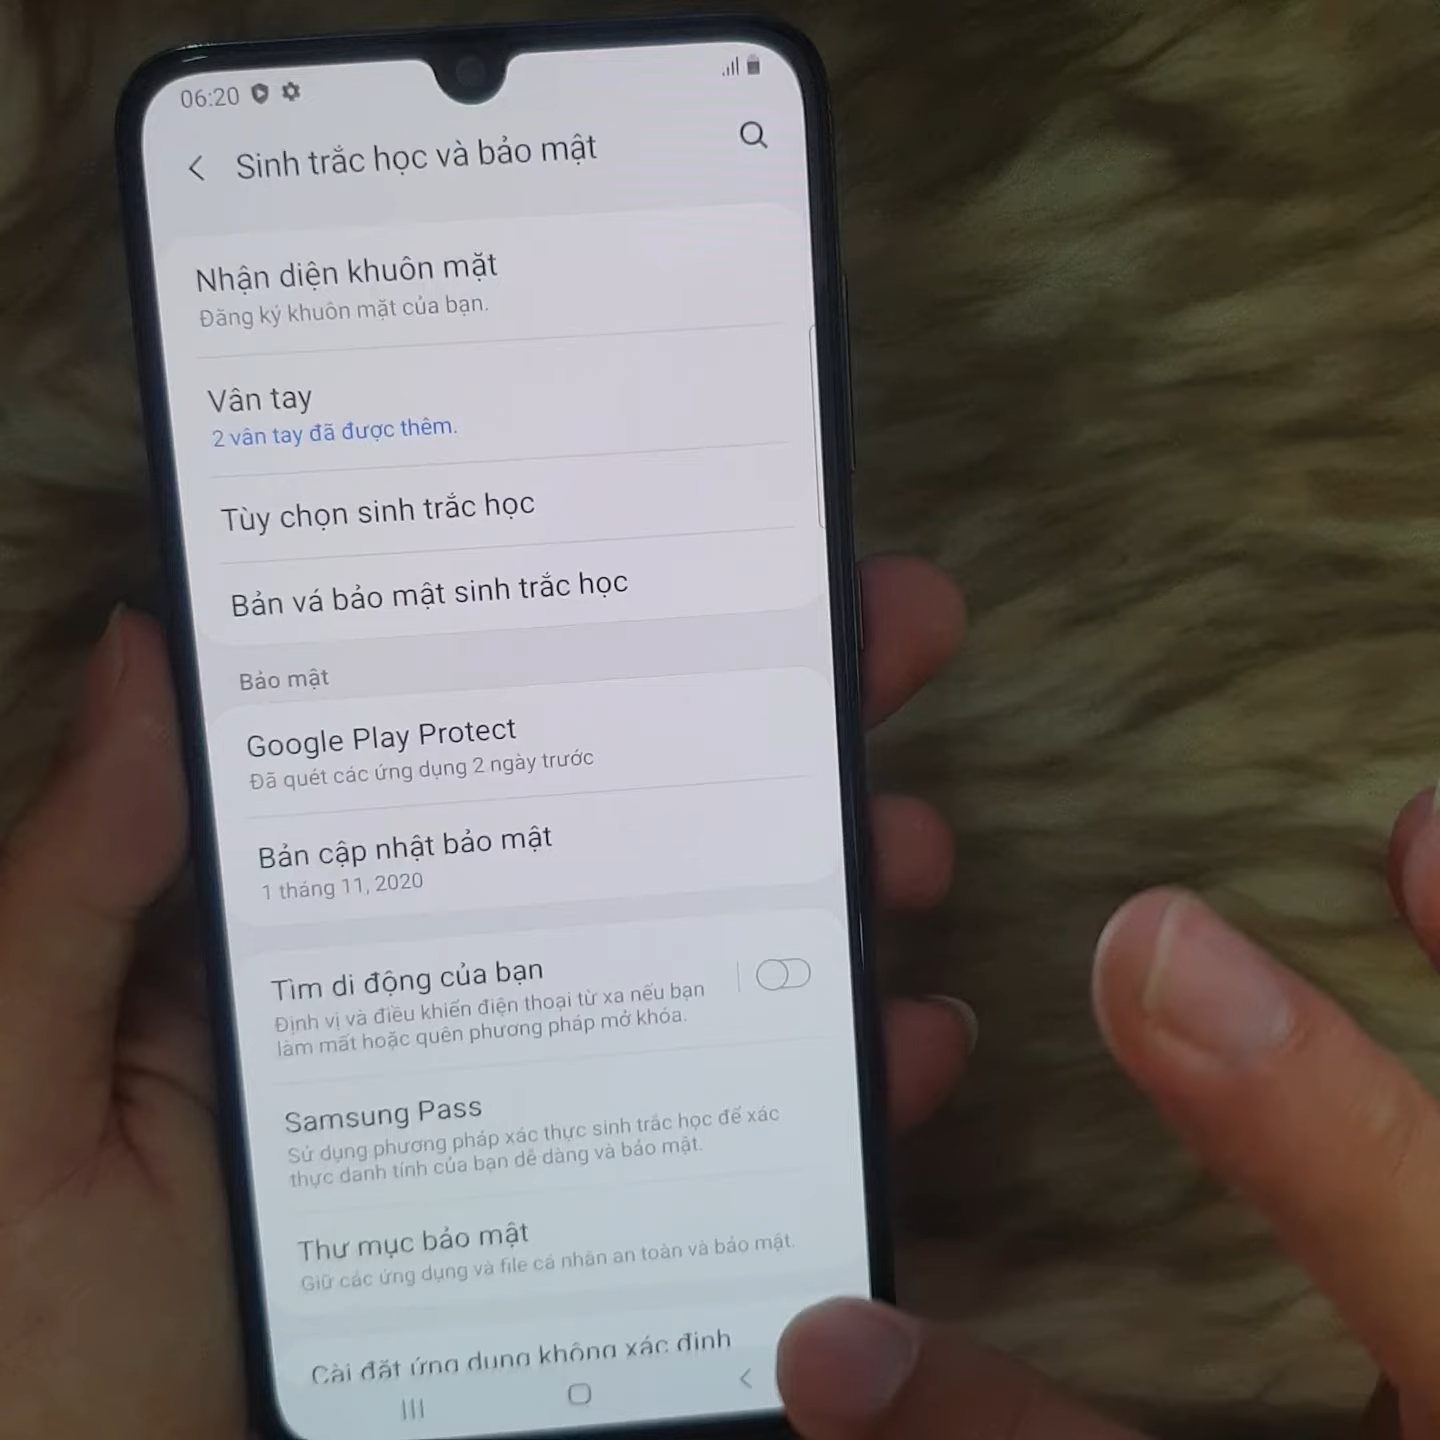 06:20
Sinh trắc học và bảo mật
Nhận diện khuôn mặt
Đăng ký khuôn mặt của bạn.
Vân tay
2 vân tay đã được thêm.
Tùy chọn sinh trắc học
Bản vá bảo mật sinh trắc học
Bảo mật
Google Play Protect
Đã quét các ứng dụng 2 ngày trước
Bản cập nhật bảo mật
1 tháng 11, 2020
Tìm di động của bạn
Định vị và điều khiển điện thoại từ xa nếu bạn
làm mất hoặc quên phương pháp mở khóa.
Samsung Pass
Sử dụng phương pháp xác thực sinh trắc học để xác
thực danh tính của bạn dễ dàng và bảo mật.
Thư mục bảo mật
Giữ các ứng dụng và file cá nhân an toàn và bảo mật.
Cài đặt ứng dụng không xác định